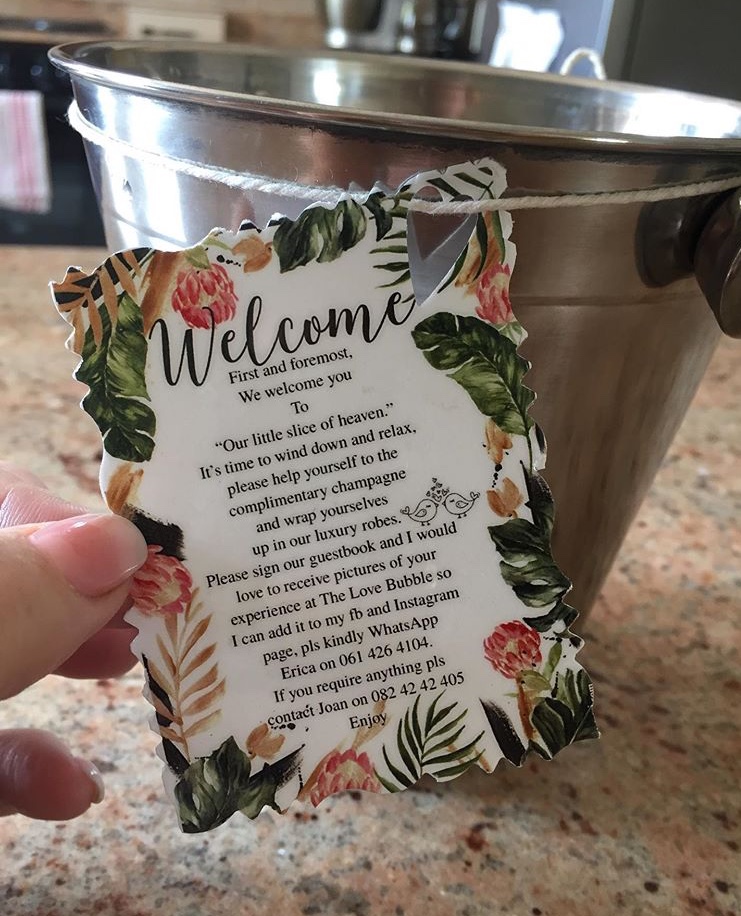 Welcome
First and foremost,
We welcome you
To
“Our little slice of heaven.”
It’s time to wind down and relax,
please help yourself to the
complimentary champagne
and wrap yourselves
up in our luxury robes.
Please sign our guestbook and I would
love to receive pictures of your
experience at The Love Bubble so
I can add it to my fb and Instagram
page, pls kindly WhatsApp
Erica on 061 426 4104.
If you require anything pls
contact Joan on 082 42 42 405
Enjoy